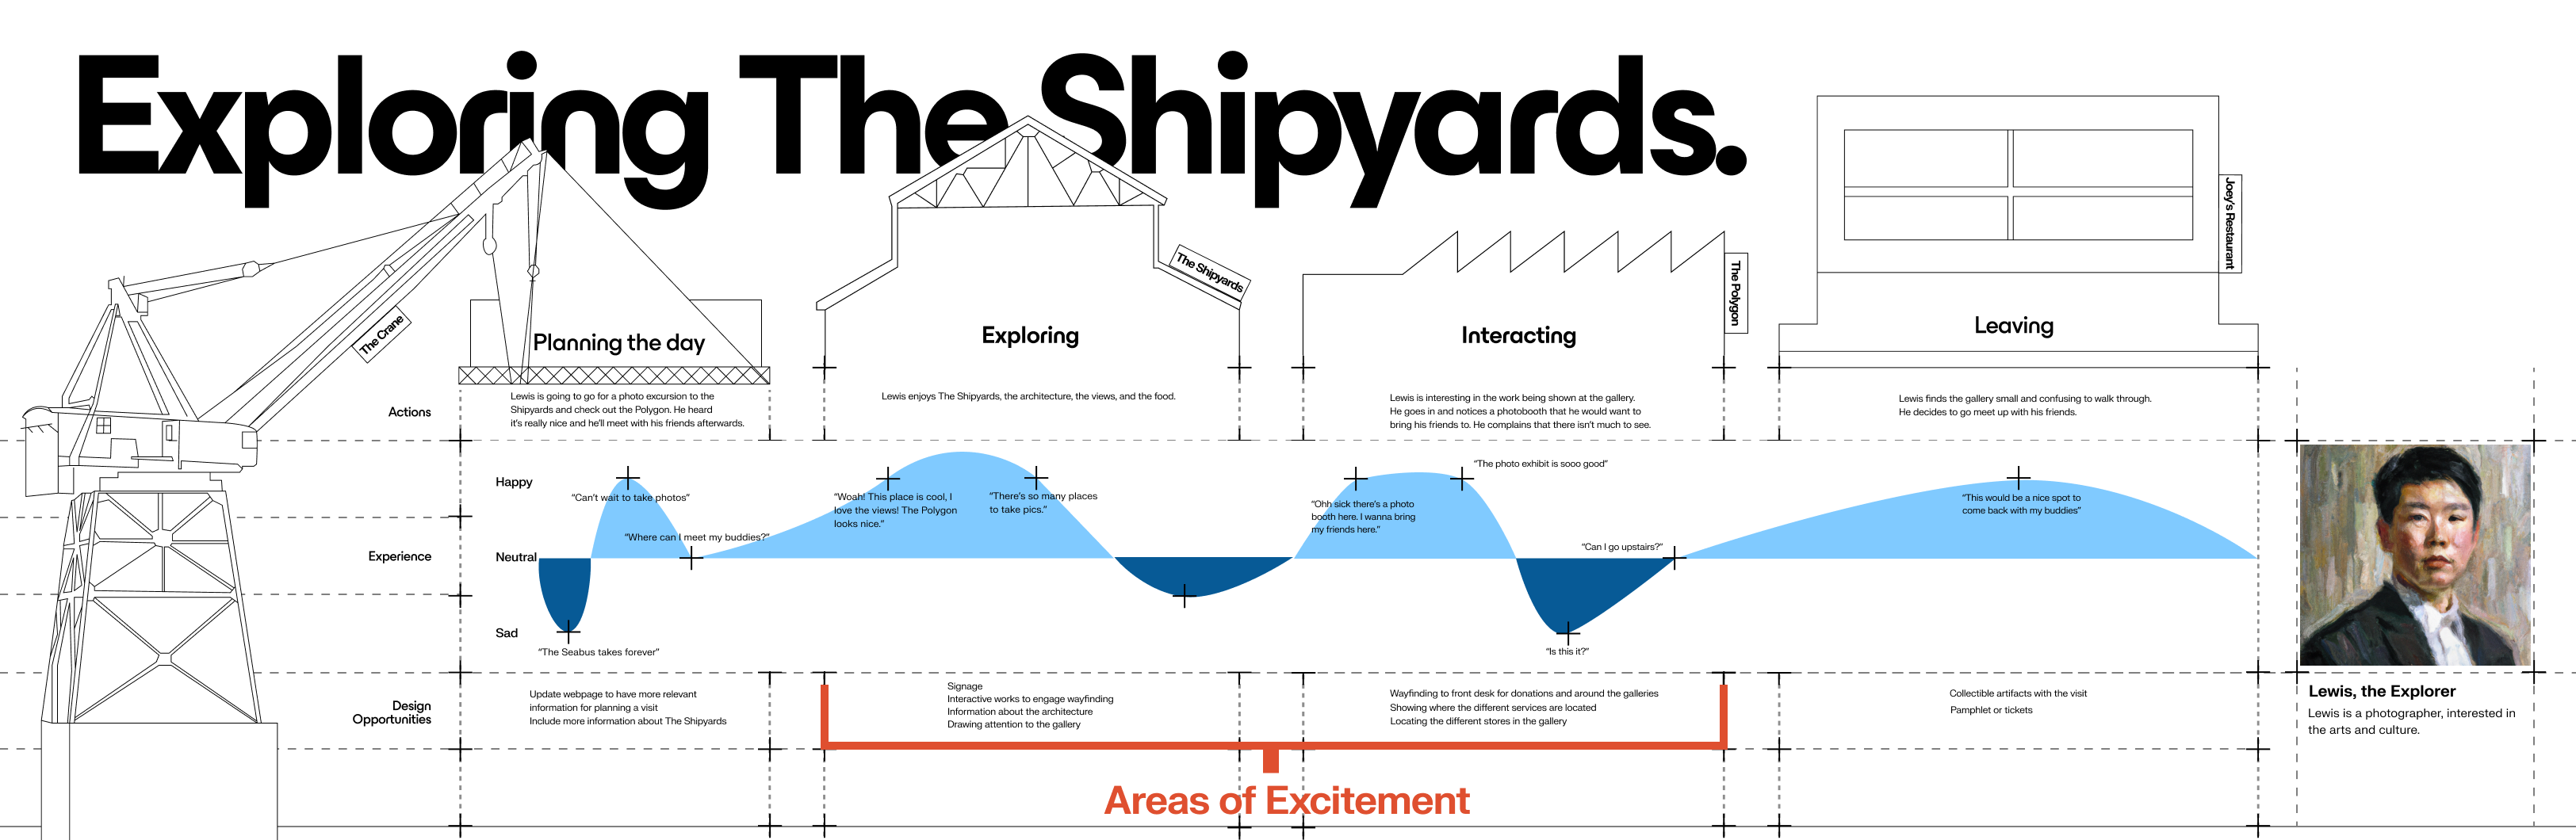 Exploring The Shipyards.
The Crane
The Shipyards
The Polygon
Joey's Restaurant
Planning the day
Exploring
Interacting
Leaving
Actions
Lewis is going to go for a photo excursion to the
Shipyards and check out the Polygon. He heard
it's really nice and he'll meet with his friends afterwards.
Lewis enjoys The Shipyards, the architecture, the views, and the food.
Lewis is interesting in the work being shown at the gallery.
He goes in and notices a photobooth that he would want to
bring his friends to. He complains that there isn't much to see.
Lewis finds the gallery small and confusing to walk through.
He decides to go meet up with his friends.
Experience
Happy
Neutral
Sad
"The Seabus takes forever"
"Can't wait to take photos"
"Where can I meet my buddies?"
"Woah! This place is cool, I
love the views! The Polygon
looks nice."
"There's so many places
to take pics."
"Ohh sick there's a photo
booth here. I wanna bring
my friends here."
"The photo exhibit is sooo good"
"Is this it?"
"Can I go upstairs?"
"This would be a nice spot to
come back with my buddies"
Design
Opportunities
Update webpage to have more relevant
information for planning a visit
Include more information about The Shipyards
Signage
Interactive works to engage wayfinding
Information about the architecture
Drawing attention to the gallery
Wayfinding to front desk for donations and around the galleries
Showing where the different services are located
Locating the different stores in the gallery
Collectible artifacts with the visit
Pamphlet or tickets
Areas of Excitement
Lewis, the Explorer
Lewis is a photographer, interested in
the arts and culture.